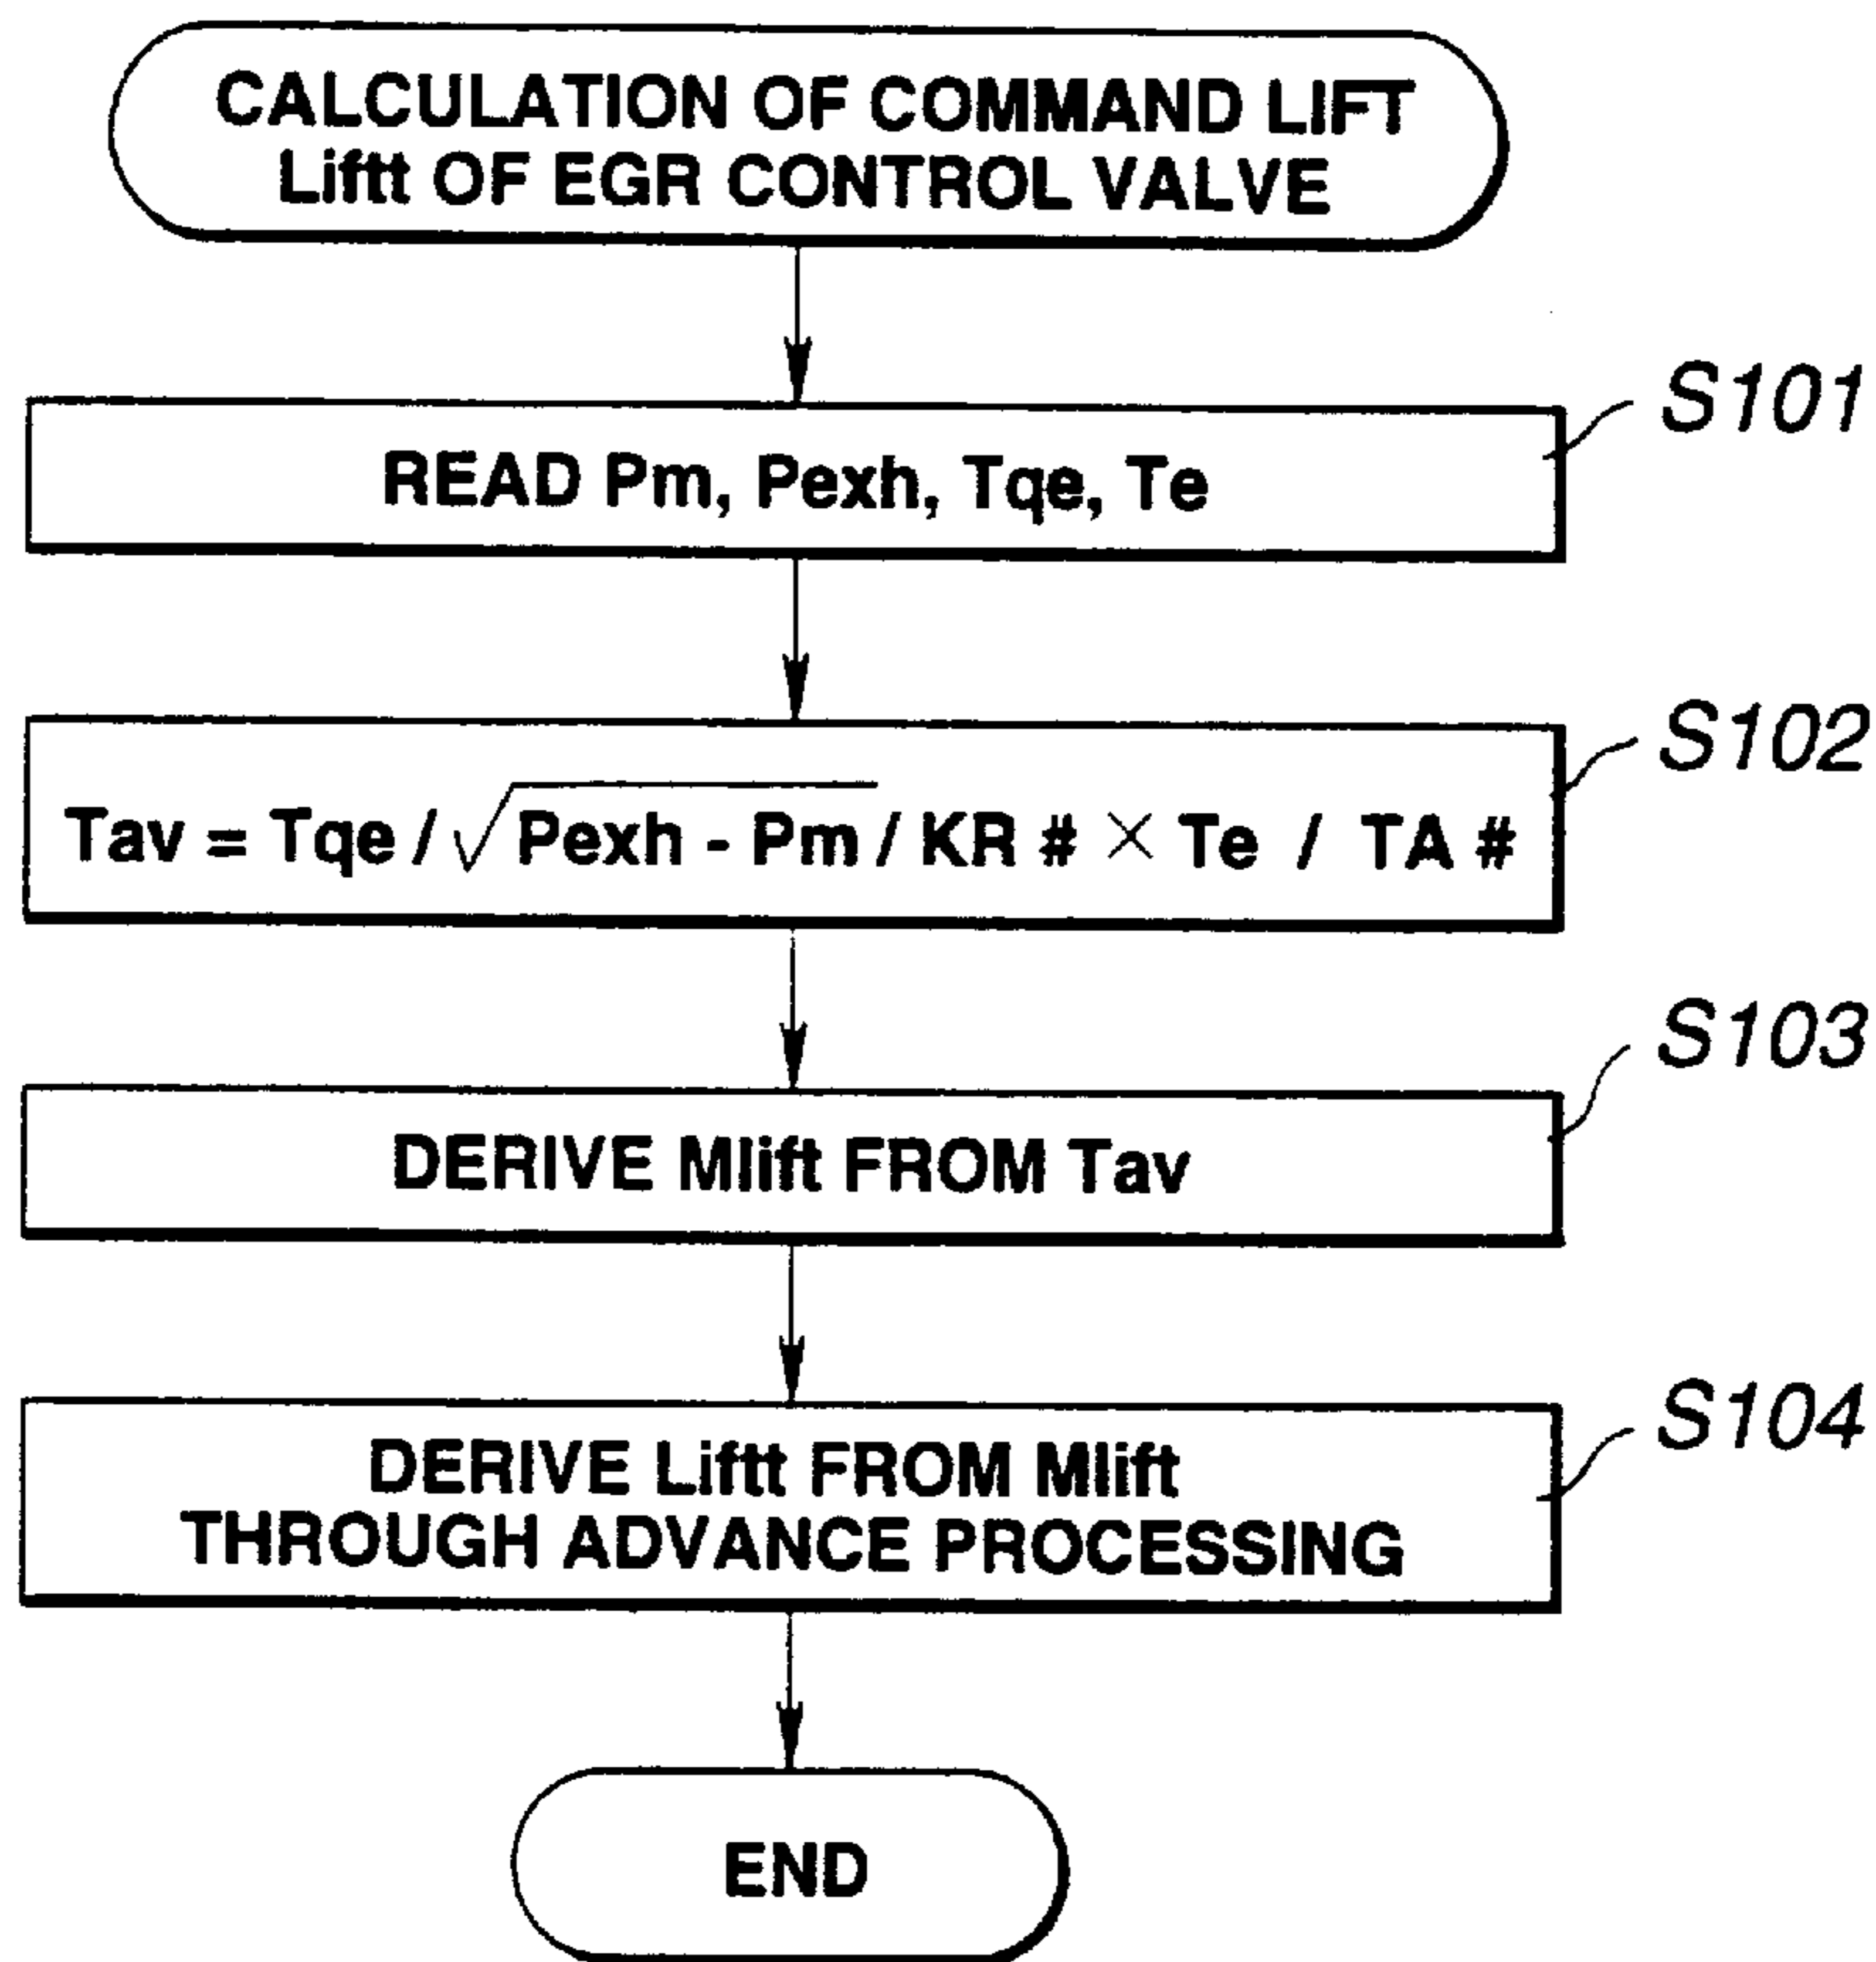 CALCULATION OF COMMAND LIFT
Liftt OF EGR CONTROL VALVE
S101
READ Pm, Pexh, Tqe, Te
S102
Tav = Tqe / √Pexh - Pm / KR # × Te / TA #
S103
DERIVE Mlift FROM Tav
S104
DERIVE Liftt FROM Mlift
THROUGH ADVANCE PROCESSING
END